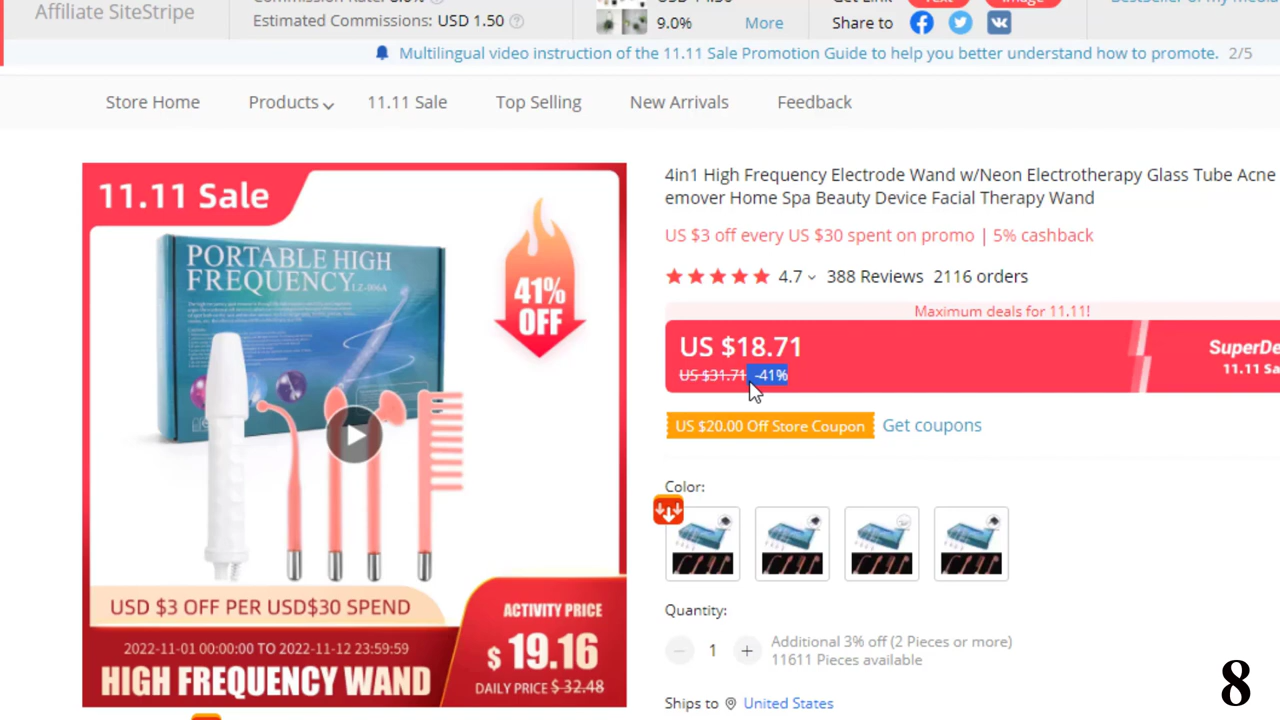 Affiliate SiteStripe
Estimated Commissions: USD 1.50
9.0%
More
Share to
Multilingual video instruction of the 11.11 Sale Promotion Guide to help you better understand how to promote. 2/5
Store Home
Products
11.11 Sale
Top Selling
New Arrivals
Feedback
11.11 Sale
PORTABLE HIGH
FREQUENCY LZ-006A
41%
OFF
USD $3 OFF PER USD$30 SPEND
2022-11-01 00:00:00 TO 2022-11-12 23:59:59
HIGH FREQUENCY WAND
ACTIVITY PRICE
$ 19.16
DAILY PRICE $ 32.48
4in1 High Frequency Electrode Wand w/Neon Electrotherapy Glass Tube Acne
emover Home Spa Beauty Device Facial Therapy Wand
US $3 off every US $30 spent on promo | 5% cashback
4.7 388 Reviews 2116 orders
Maximum deals for 11.11!
US $18.71
US $31.71 -41%
SuperDe
11.11 Sa
US $20.00 Off Store Coupon
Get coupons
Color:
Quantity:
1
Additional 3% off (2 Pieces or more)
11611 Pieces available
Ships to United States
8